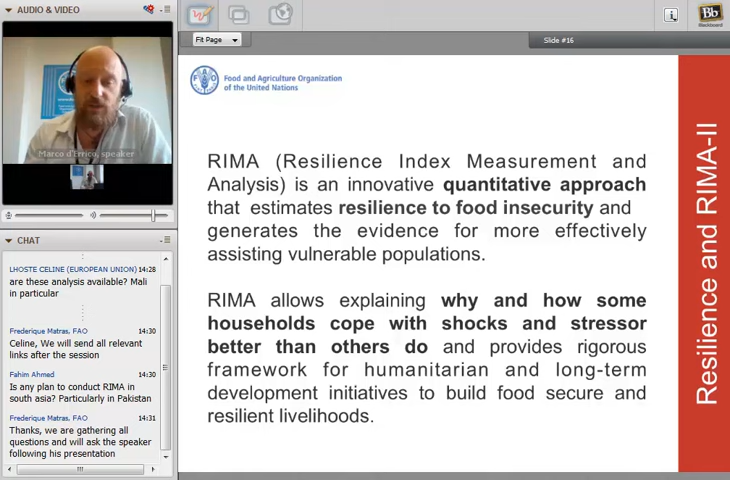 AUDIO & VIDEO
Marco d'Errico, speaker
CHAT
LHOSTE CELINE (EUROPEAN UNION) 14:28
are these analysis available? Mali
in particular
Frederique Matras, FAO 14:30
Celine, We will send all relevant
links after the session
Fahim Ahmed 14:30
Is any plan to conduct RIMA in
south asia? Particularly in Pakistan
Frederique Matras, FAO 14:31
Thanks, we are gathering all
questions and will ask the speaker
following his presentation
Fit Page
Slide #16
Bb
Blackboard
FAO
Food and Agriculture Organization
of the United Nations
RIMA (Resilience Index Measurement and
Analysis) is an innovative quantitative approach
that estimates resilience to food insecurity and
generates the evidence for more effectively
assisting vulnerable populations.
RIMA allows explaining why and how some
households cope with shocks and stressor
better than others do and provides rigorous
framework for humanitarian and long-term
development initiatives to build food secure and
resilient livelihoods.
Resilience and RIMA-II